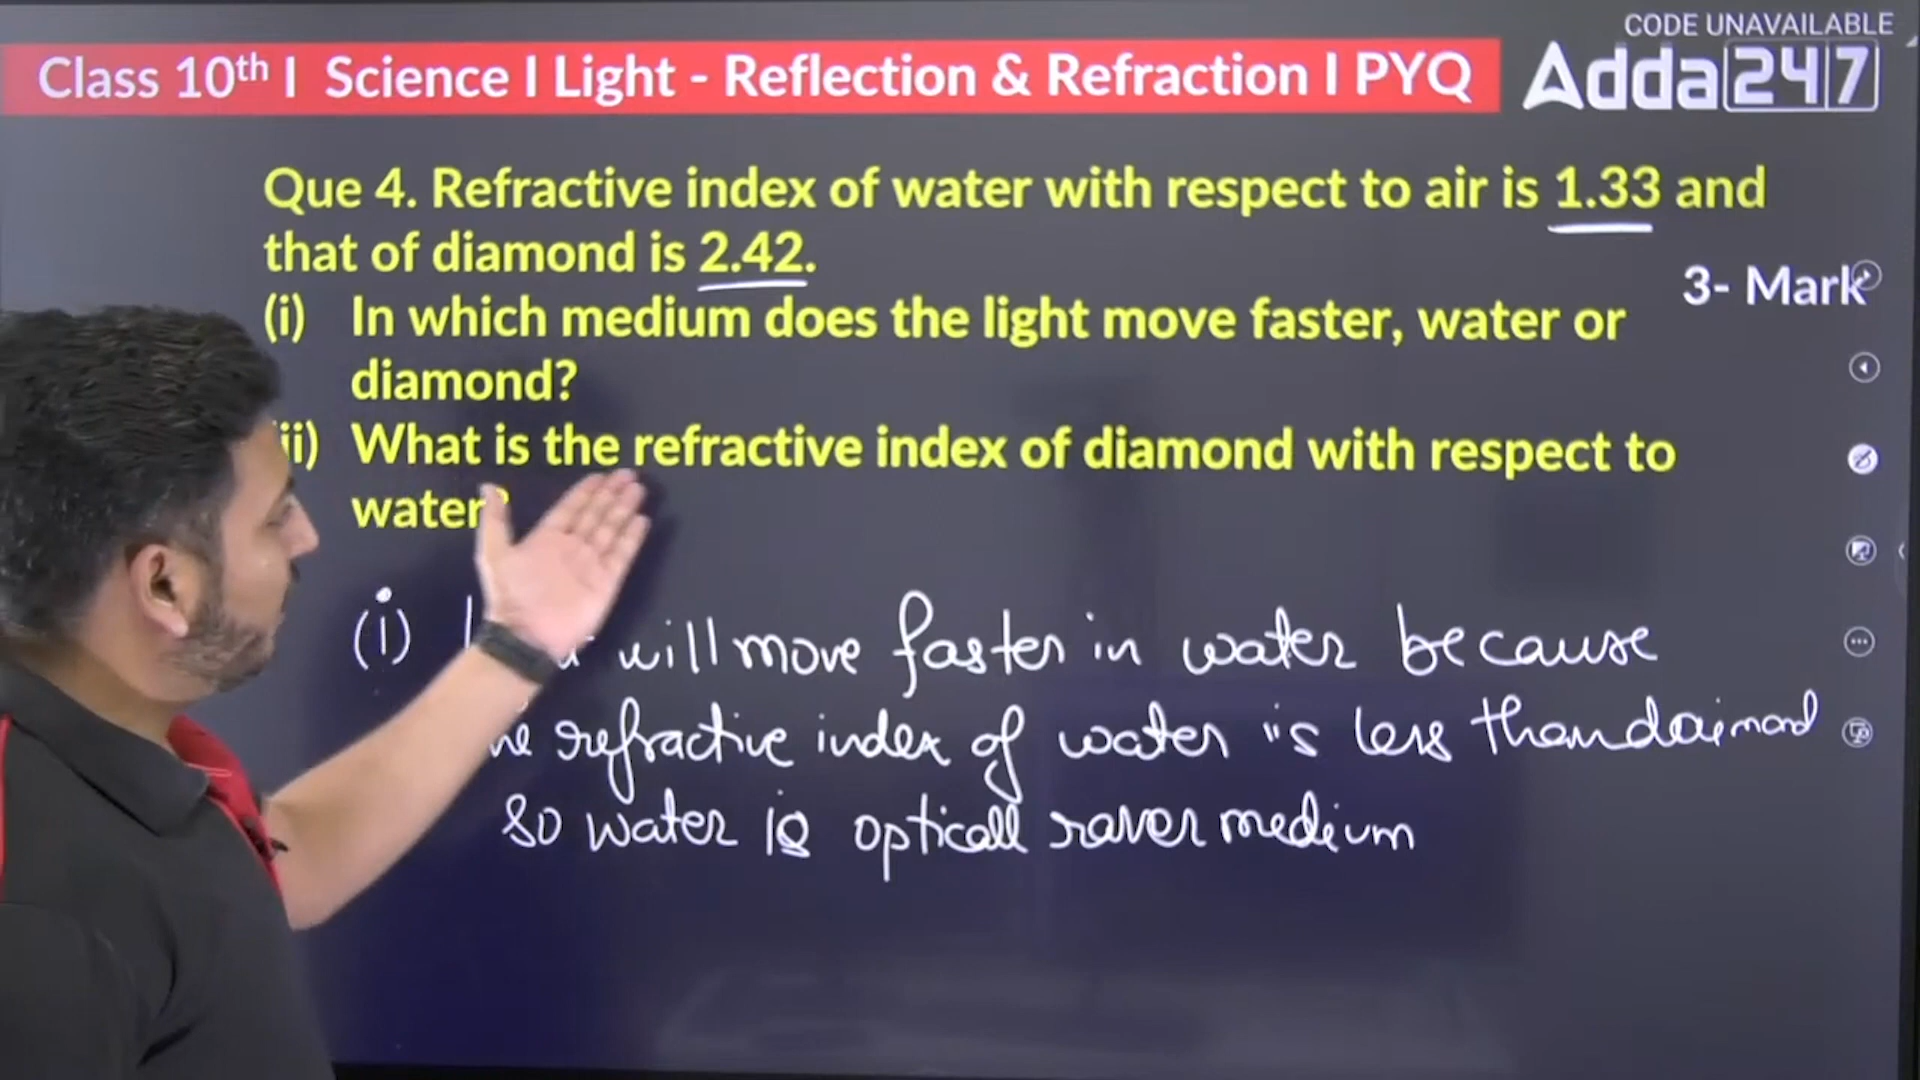 CODE UNAVAILABLE
Class 10th I Science I Light - Reflection & Refraction I PYQ
Adda247
Que 4. Refractive index of water with respect to air is 1.33 and
that of diamond is 2.42.
3- Mark
(i) In which medium does the light move faster, water or
diamond?
ii) What is the refractive index of diamond with respect to
water?
(i) will move faster in water because
refractive index of water is less than daimond
so water is opticall rarer medium